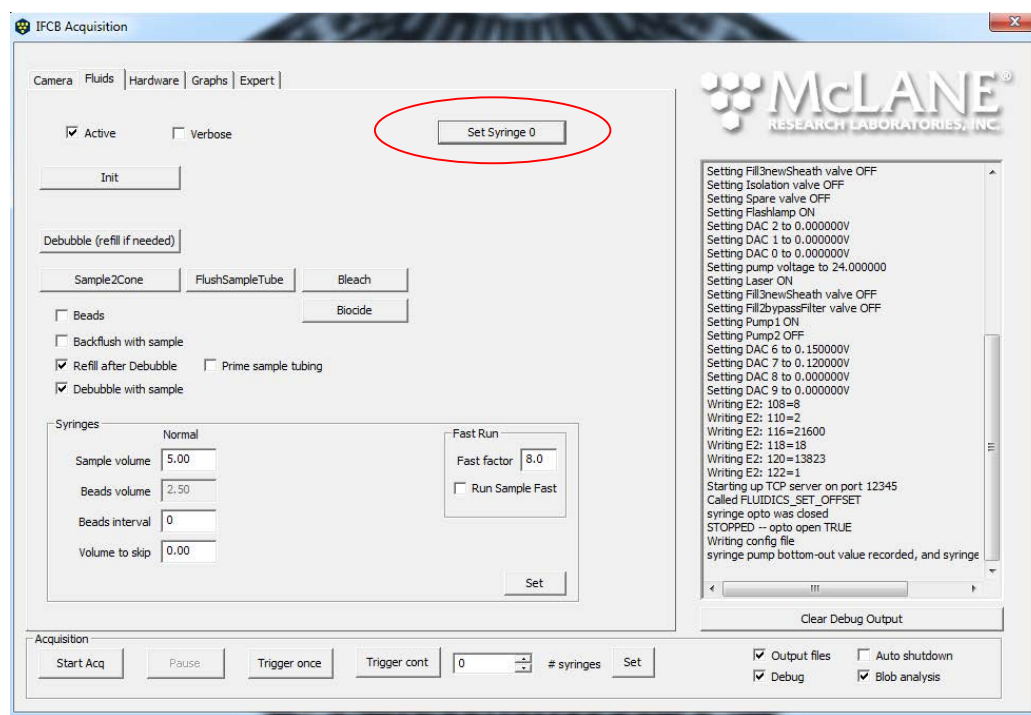 IFCB Acquisition
X
Camera Fluids Hardware Graphs Expert
McLANE®
RESEARCH LABORATORIES, INC.
Active Verbose Set Syringe 0
Init
Debubble (refill if needed)
Sample2Cone FlushSampleTube Bleach
Beads Biocide
Backflush with sample
Refill after Debubble Prime sample tubing
Debubble with sample
Syringes
Normal
Sample volume 5.00
Beads volume 2.50
Beads interval 0
Volume to skip 0.00
Fast Run
Fast factor 8.0
Run Sample Fast
Set
Setting Fill3newSheath valve OFF
Setting Isolation valve OFF
Setting Spare valve OFF
Setting Flashlamp ON
Setting DAC 2 to 0.000000V
Setting DAC 1 to 0.000000V
Setting DAC 0 to 0.000000V
Setting pump voltage to 24.000000
Setting Laser ON
Setting Fill3newSheath valve OFF
Setting Fill2bypassFilter valve OFF
Setting Pump1 ON
Setting Pump2 OFF
Setting DAC 6 to 0.150000V
Setting DAC 7 to 0.120000V
Setting DAC 8 to 0.000000V
Setting DAC 9 to 0.000000V
Writing E2: 108=8
Writing E2: 110=2
Writing E2: 116=21600
Writing E2: 118=18
Writing E2: 120=13823
Writing E2: 122=1
Starting up TCP server on port 12345
Called FLUIDICS_SET_OFFSET
syringe opto was closed
STOPPED -- opto open TRUE
Writing config file
syringe pump bottom-out value recorded, and syringe
Clear Debug Output
Acquisition
Start Acq Pause Trigger once Trigger cont 0 # syringes Set
Output files Auto shutdown
Debug Blob analysis